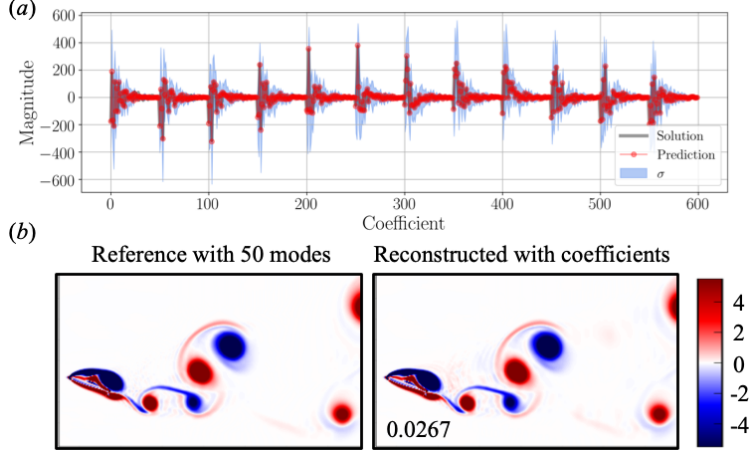 (a)
600
400
200
0
−200
−400
−600
Magnitude
Solution
Prediction
σ
0 100 200 300 400 500 600
Coefficient
(b)
Reference with 50 modes Reconstructed with coefficients
0.0267
4
2
0
-2
-4